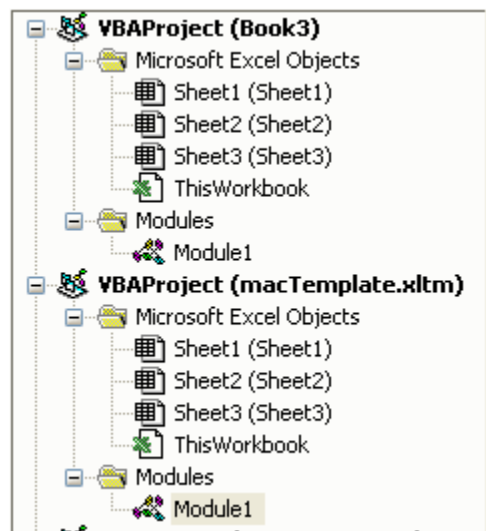 VBAProject (Book3)
Microsoft Excel Objects
Sheet1 (Sheet1)
Sheet2 (Sheet2)
Sheet3 (Sheet3)
ThisWorkbook
Modules
Module1
VBAProject (macTemplate.xltm)
Microsoft Excel Objects
Sheet1 (Sheet1)
Sheet2 (Sheet2)
Sheet3 (Sheet3)
ThisWorkbook
Modules
Module1